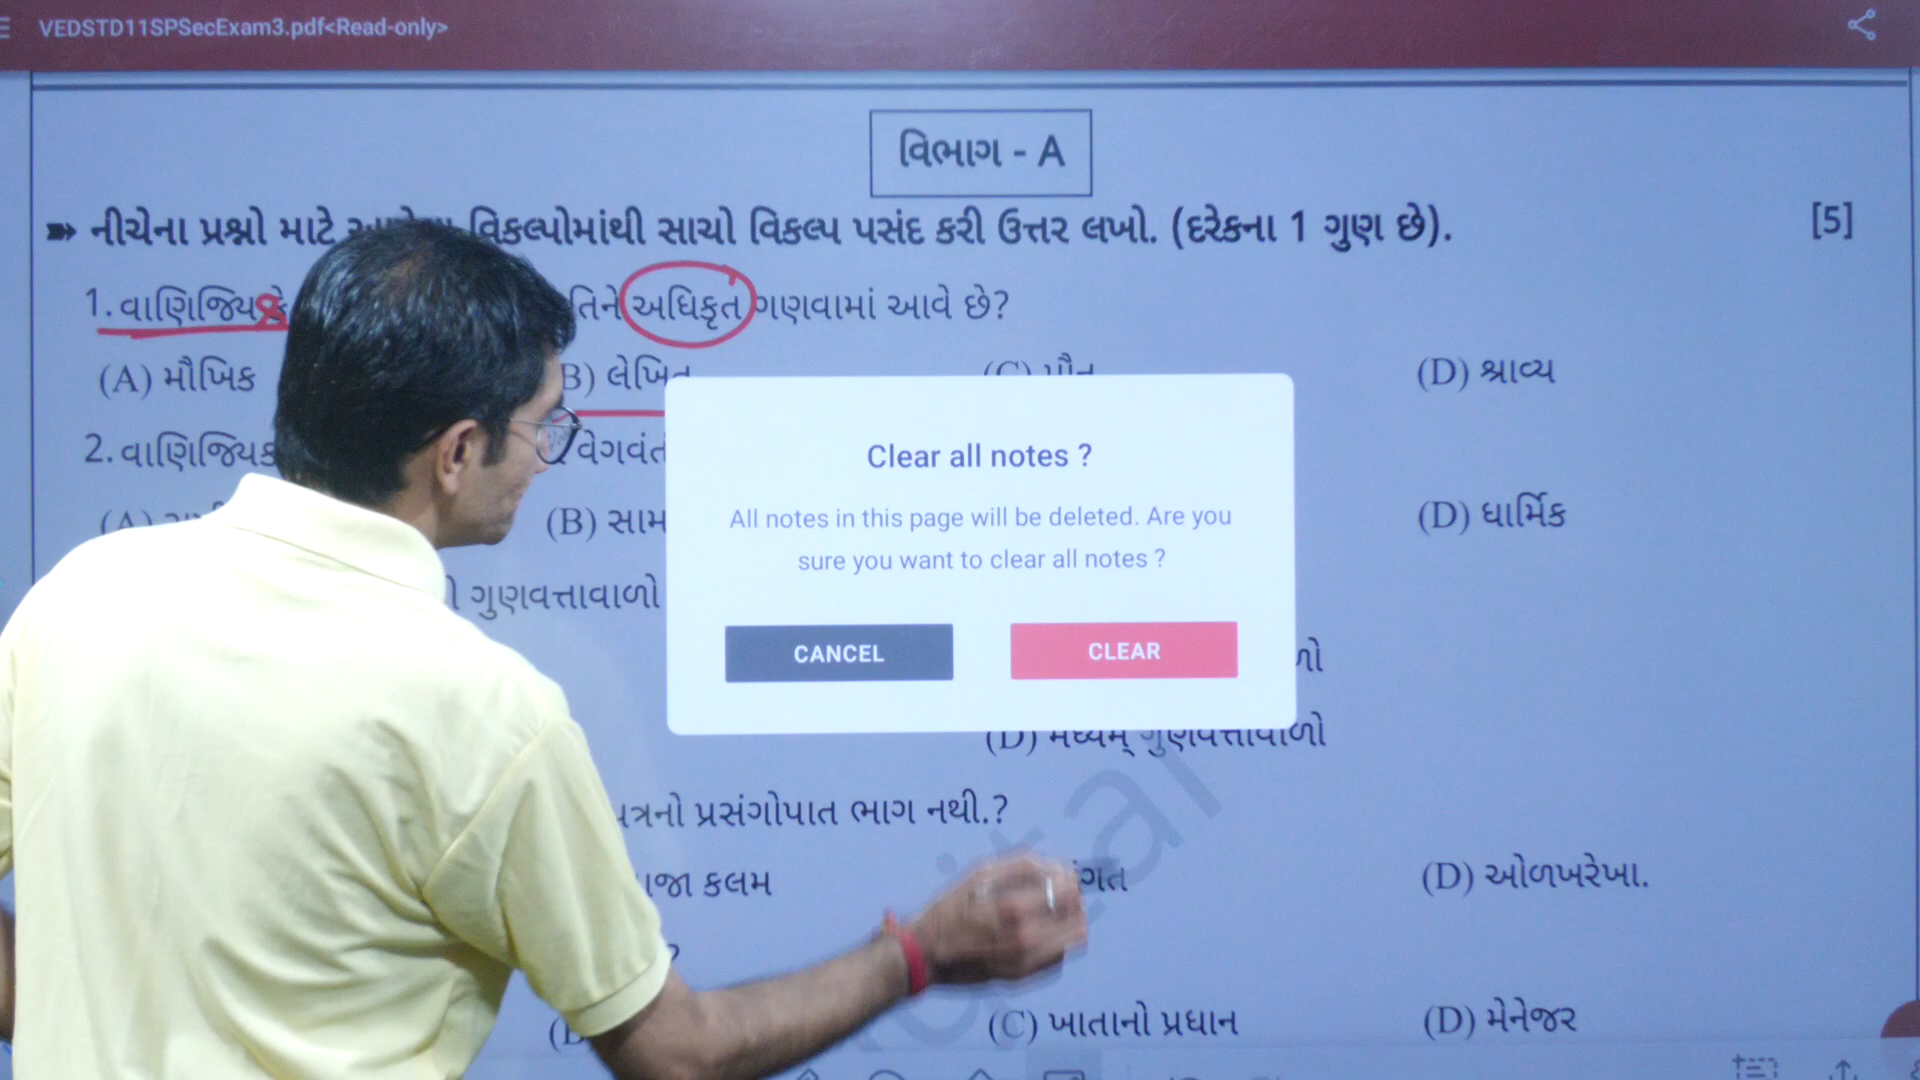 VEDSTD11SPSecExam3.pdf<Read-only>
વિભાગ - A
નીચેના પ્રશ્નો માટે વિકલ્પોમાંથી સાચો વિકલ્પ પસંદ કરી ઉત્તર લખો. (દરેકના 1 ગુણ છે). [5]
1. વાણિજ્યિક અધિકૃત ગણવામાં આવે છે?
(A) મૌખિક (B) લેખિત (C) મૌન (D) શ્રાવ્ય
2. વાણિજ્યિક
(B) (D) ધાર્મિક
ગુણવત્તાવાળો
(D) મધ્યમ્ ગુણવત્તાવાળો
પ્રસંગોપાત ભાગ નથી.?
કલમ (D) ઓળખરેખા.
?
(C) ખાતાનો પ્રધાન (D) મેનેજર
Clear all notes ?
All notes in this page will be deleted. Are you
sure you want to clear all notes ?
CANCEL CLEAR